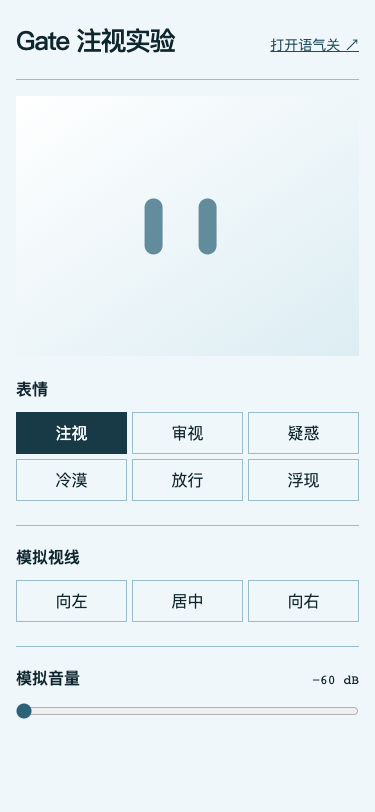 Gate 注视实验
打开语气关 ↗
表情
注视
审视
疑惑
冷漠
放行
浮现
模拟视线
向左
居中
向右
模拟音量
−60 dB